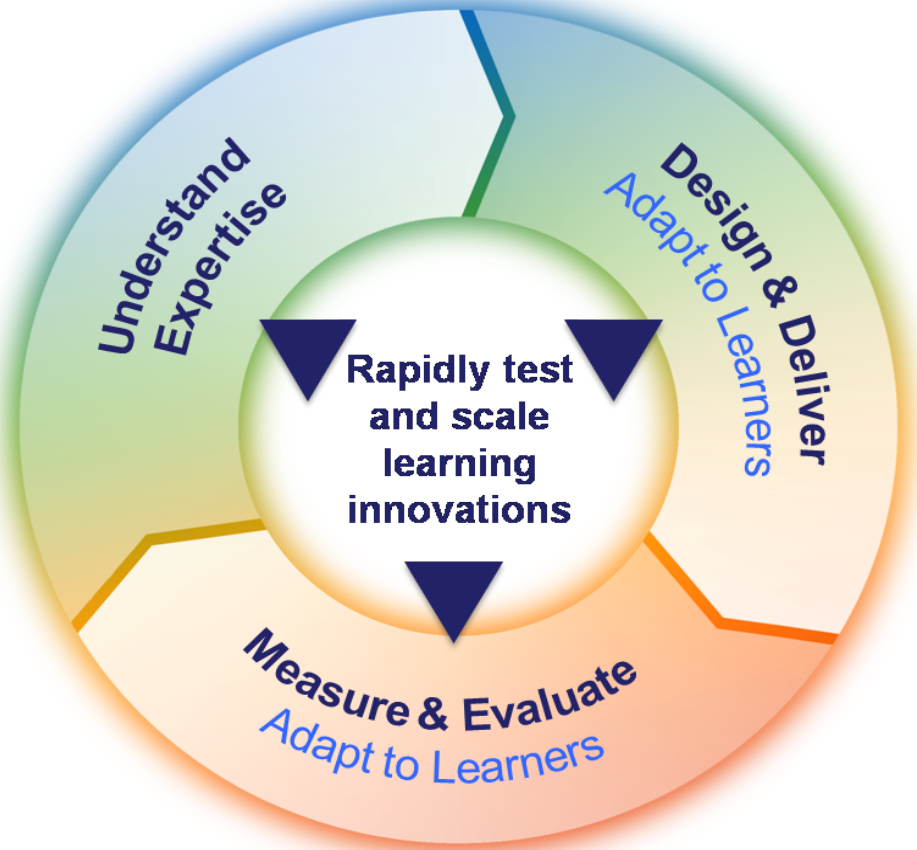 Understand
Expertise
Design & Deliver
Adapt to Learners
Rapidly test
and scale
learning
innovations
Measure & Evaluate
Adapt to Learners